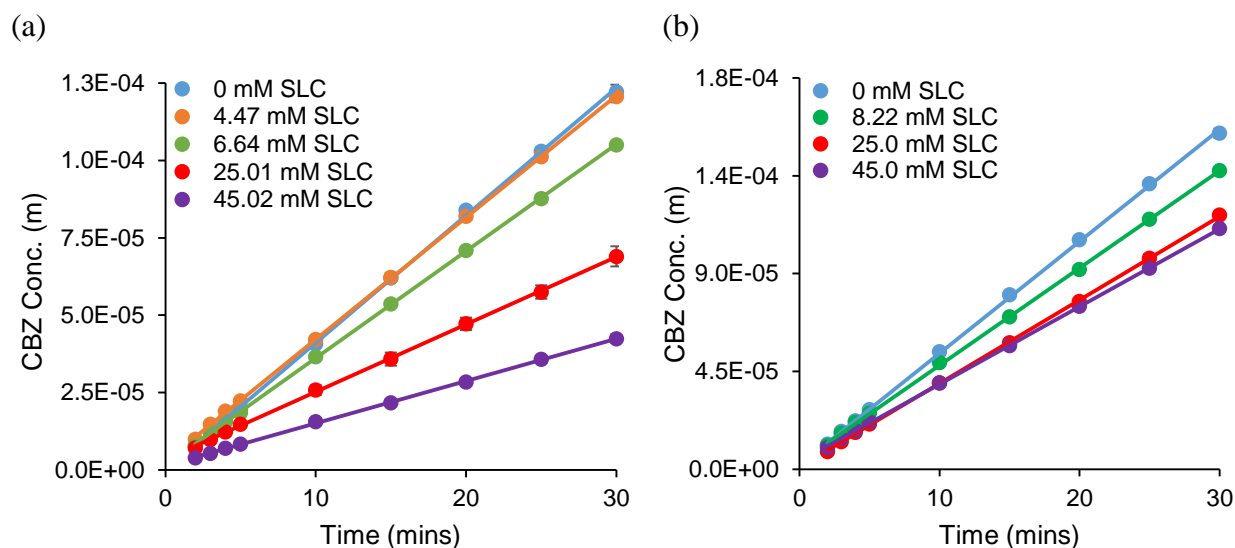 (a)
CBZ Conc. (m)
1.3E-04
1.0E-04
7.5E-05
5.0E-05
2.5E-05
0.0E+00
0 mM SLC
4.47 mM SLC
6.64 mM SLC
25.01 mM SLC
45.02 mM SLC
0
10
20
30
Time (mins)
(b)
CBZ Conc. (m)
1.8E-04
1.4E-04
9.0E-05
4.5E-05
0.0E+00
0 mM SLC
8.22 mM SLC
25.0 mM SLC
45.0 mM SLC
0
10
20
30
Time (mins)